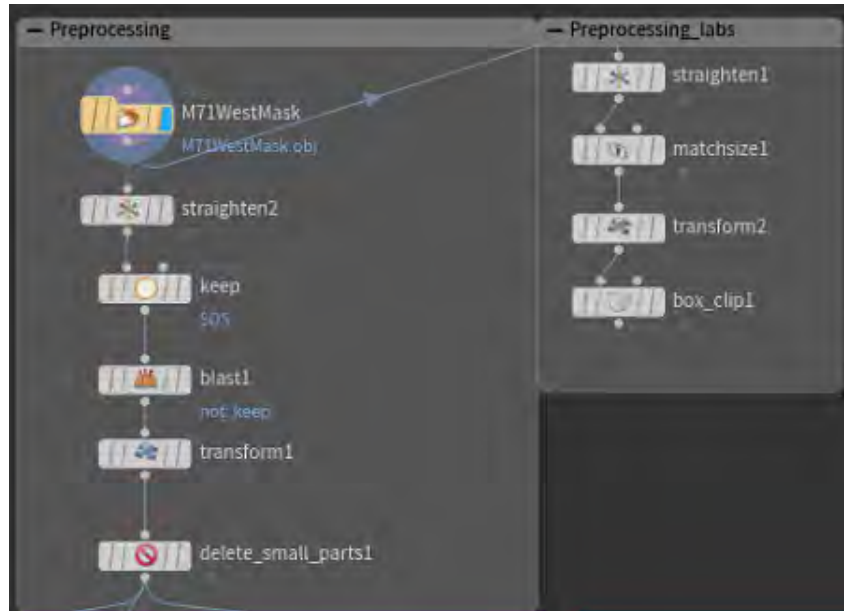 Preprocessing
M71WestMask
M71WestMask.obj
straighten2
keep
SOS
blast1
not: keep
transform1
delete_small_parts1
Preprocessing_labs
straighten1
matchsize1
transform2
box_clip1